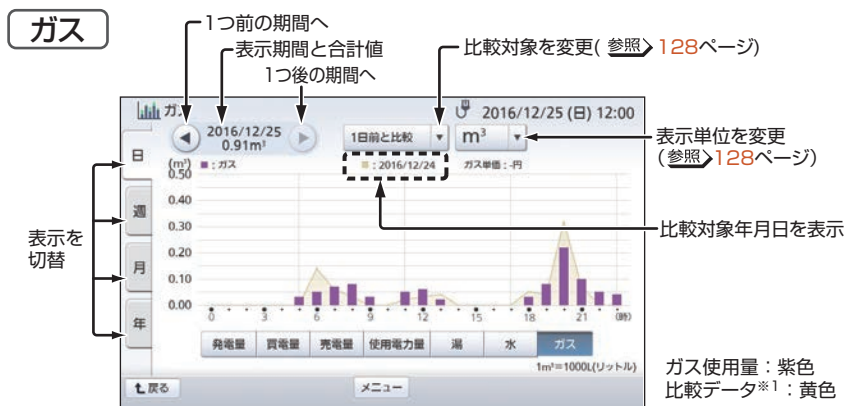 ガス
1つ前の期間へ
表示期間と合計値
1つ後の期間へ
比較対象を変更( 参照 128ページ)
ガス
2016/12/25 (日) 12:00
2016/12/25
0.91m³
1日前と比較
m³
表示単位を変更
( 参照 128ページ)
日
週
月
年
(m³)
:ガス
:2016/12/24
ガス単価:-円
0.50
0.40
0.30
0.20
0.10
0.00
0 3 6 9 12 15 18 21 (時)
比較対象年月日を表示
表示を
切替
発電量 買電量 売電量 使用電力量 湯 水 ガス
1m³=1000L(リットル)
戻る
メニュー
ガス使用量:紫色
比較データ※1:黄色